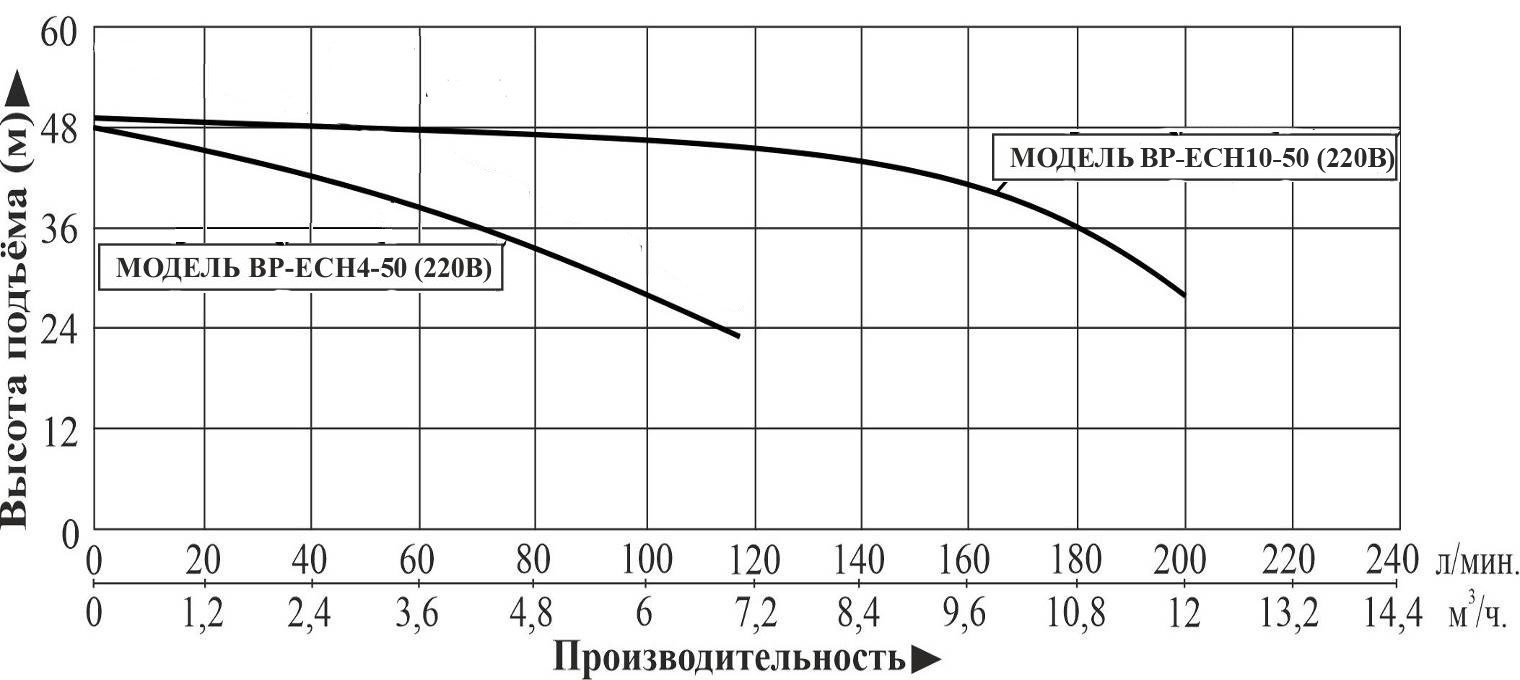 Высота подъёма (м)
60
48
36
24
12
0
МОДЕЛЬ BP-ECH10-50 (220В)
МОДЕЛЬ BP-ECH4-50 (220В)
0 20 40 60 80 100 120 140 160 180 200 220 240 л/мин.
0 1,2 2,4 3,6 4,8 6 7,2 8,4 9,6 10,8 12 13,2 14,4 м³/ч.
Производительность